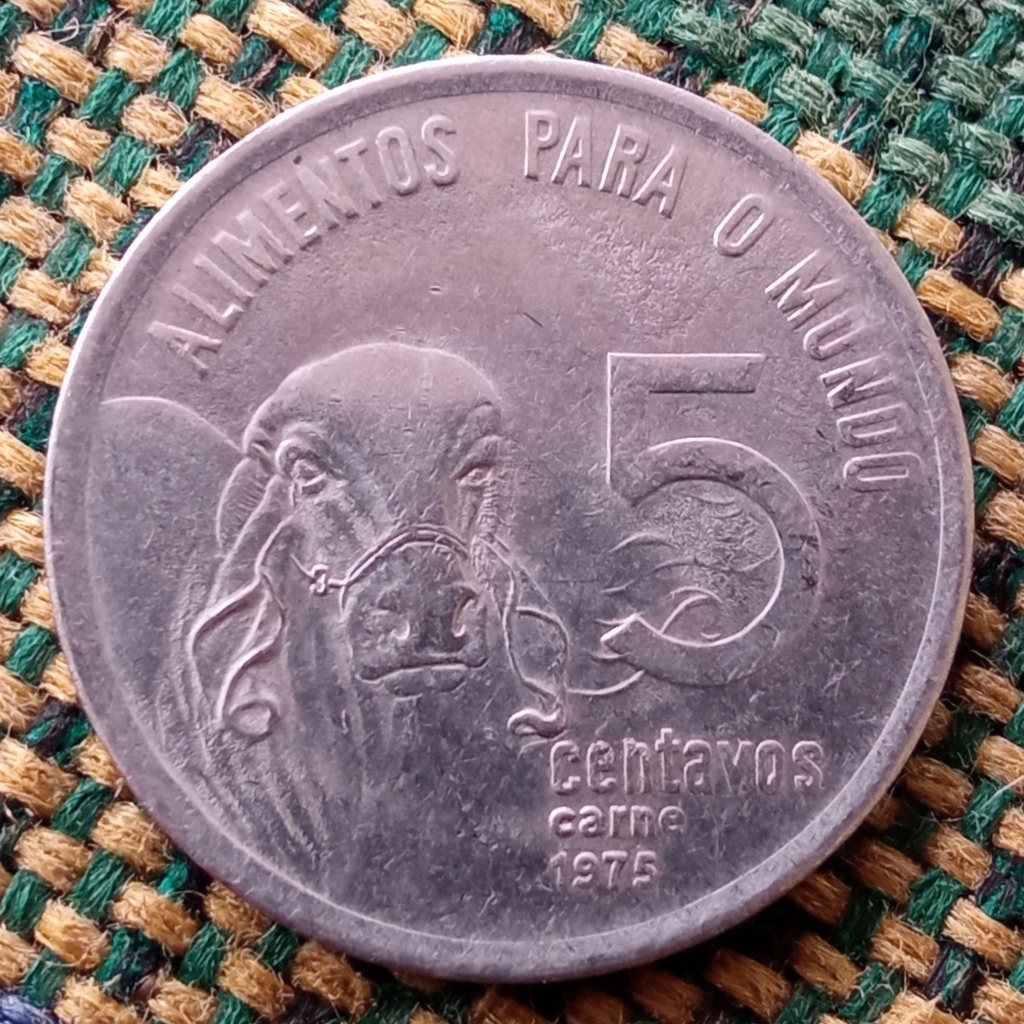 ALIMENTOS PARA O MUNDO
5
centavos
carne
1975